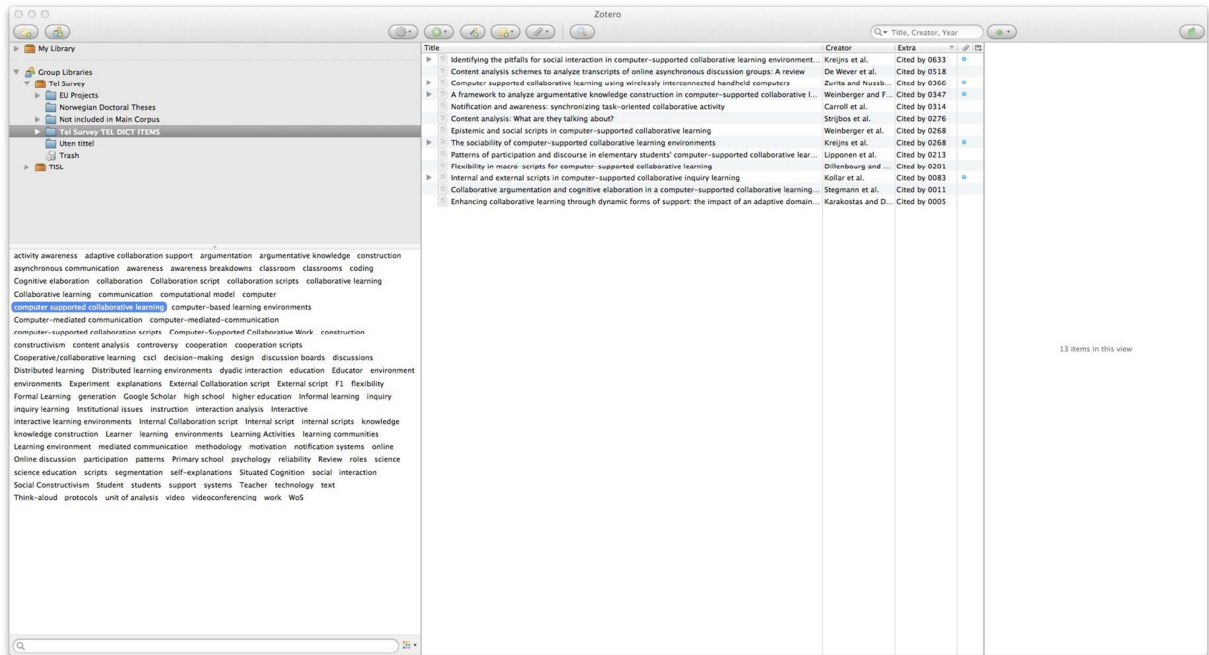 Zotero
Title, Creator, Year
My Library
Group Libraries
Tel Survey
EU Projects
Norwegian Doctoral Theses
Not included in Main Corpus
Tel Survey TEL DICT ITEMS
Uten tittel
Trash
TISL
activity awareness adaptive collaboration support argumentation argumentative knowledge construction
asynchronous communication awareness awareness breakdowns classroom classrooms coding
Cognitive elaboration collaboration Collaboration script collaboration scripts collaborative learning
Collaborative learning communication computational model computer
computer supported collaborative learning computer-based learning environments
Computer-mediated communication computer-mediated-communication
computer-supported collaboration scripts Computer-Supported Collaborative Work construction
constructivism content analysis controversy cooperation cooperation scripts
Cooperative/collaborative learning cscl decision-making design discussion boards discussions
Distributed learning Distributed learning environments dyadic interaction education Educator environment
environments Experiment explanations External Collaboration script External script F1 flexibility
Formal Learning generation Google Scholar high school higher education Informal learning inquiry
inquiry learning Institutional issues instruction interaction analysis Interactive
interactive learning environments Internal Collaboration script Internal script internal scripts knowledge
knowledge construction Learner learning environments Learning Activities learning communities
Learning environment mediated communication methodology motivation notification systems online
Online discussion participation patterns Primary school psychology reliability Review roles science
science education scripts segmentation self-explanations Situated Cognition social interaction
Social Constructivism Student students support systems Teacher technology text
Think-aloud protocols unit of analysis video videoconferencing work WoS
Title Creator Extra
Identifying the pitfalls for social interaction in computer-supported collaborative learning environment... Kreijns et al. Cited by 0633
Content analysis schemes to analyze transcripts of online asynchronous discussion groups: A review De Wever et al. Cited by 0518
Computer supported collaborative learning using wirelessly interconnected handheld computers Zurita and Nussb... Cited by 0366
A framework to analyze argumentative knowledge construction in computer-supported collaborative l... Weinberger and F... Cited by 0347
Notification and awareness: synchronizing task-oriented collaborative activity Carroll et al. Cited by 0314
Content analysis: What are they talking about? Strijbos et al. Cited by 0276
Epistemic and social scripts in computer-supported collaborative learning Weinberger et al. Cited by 0268
The sociability of computer-supported collaborative learning environments Kreijns et al. Cited by 0268
Patterns of participation and discourse in elementary students' computer-supported collaborative lear... Lipponen et al. Cited by 0213
Flexibility in macro-scripts for computer-supported collaborative learning Dillenbourg and ... Cited by 0201
Internal and external scripts in computer-supported collaborative inquiry learning Kollar et al. Cited by 0083
Collaborative argumentation and cognitive elaboration in a computer-supported collaborative learning... Stegmann et al. Cited by 0011
Enhancing collaborative learning through dynamic forms of support: the impact of an adaptive domain... Karakostas and D... Cited by 0005
13 items in this view